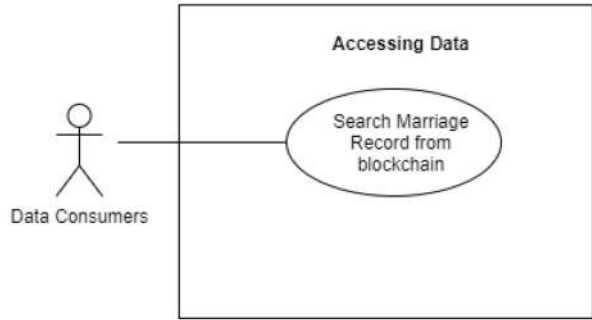 Accessing Data
Search Marriage
Record from
blockchain
Data Consumers